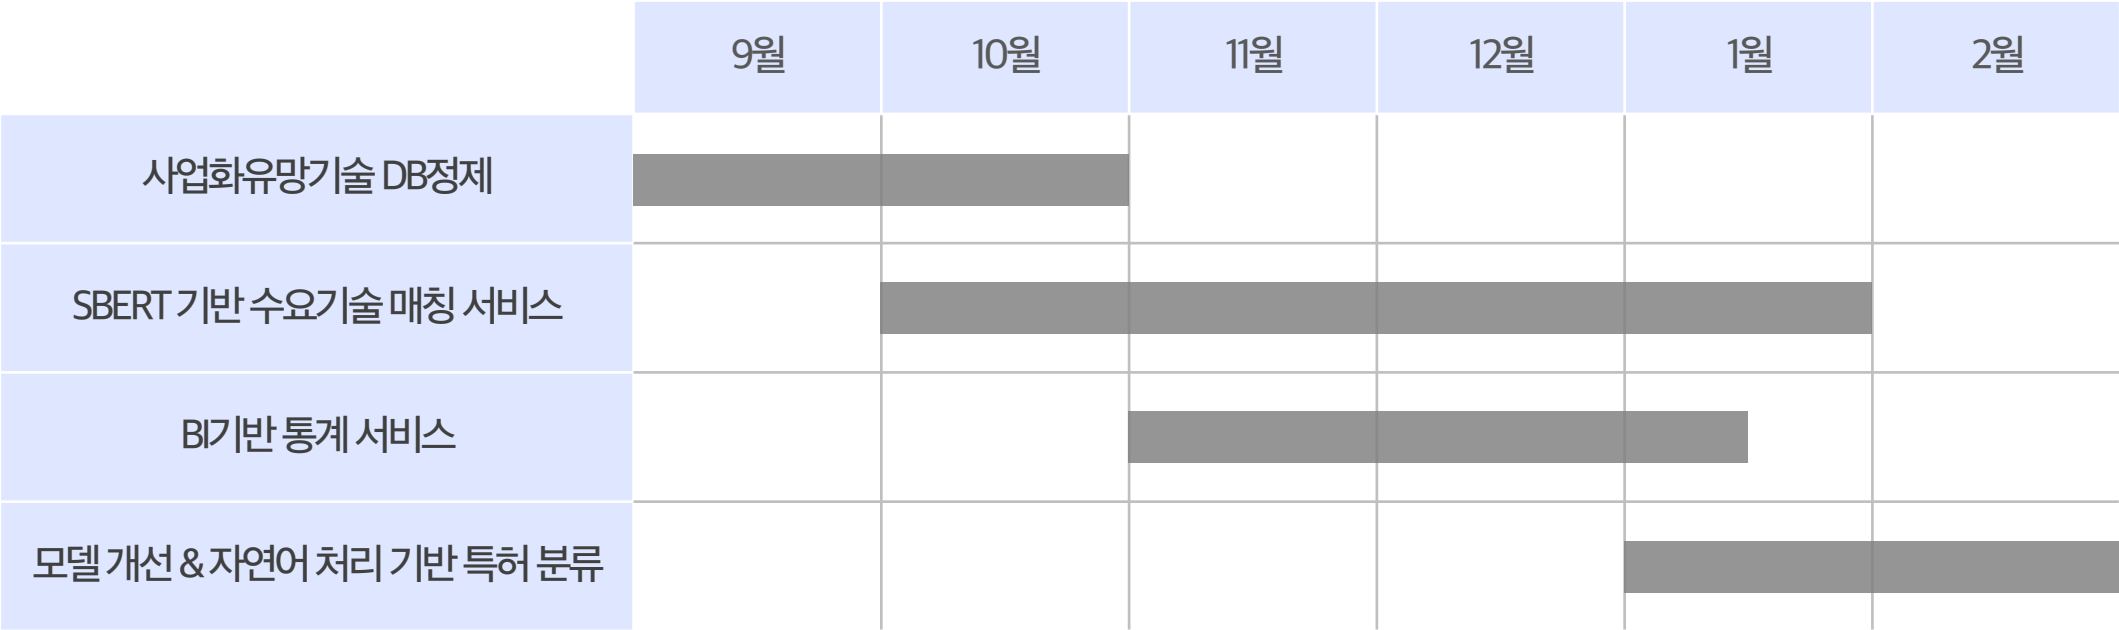 9월 10월 11월 12월 1월 2월
사업화유망기술 DB정제
SBERT 기반 수요기술 매칭 서비스
BI기반 통계 서비스
모델 개선 & 자연어 처리 기반 특허 분류